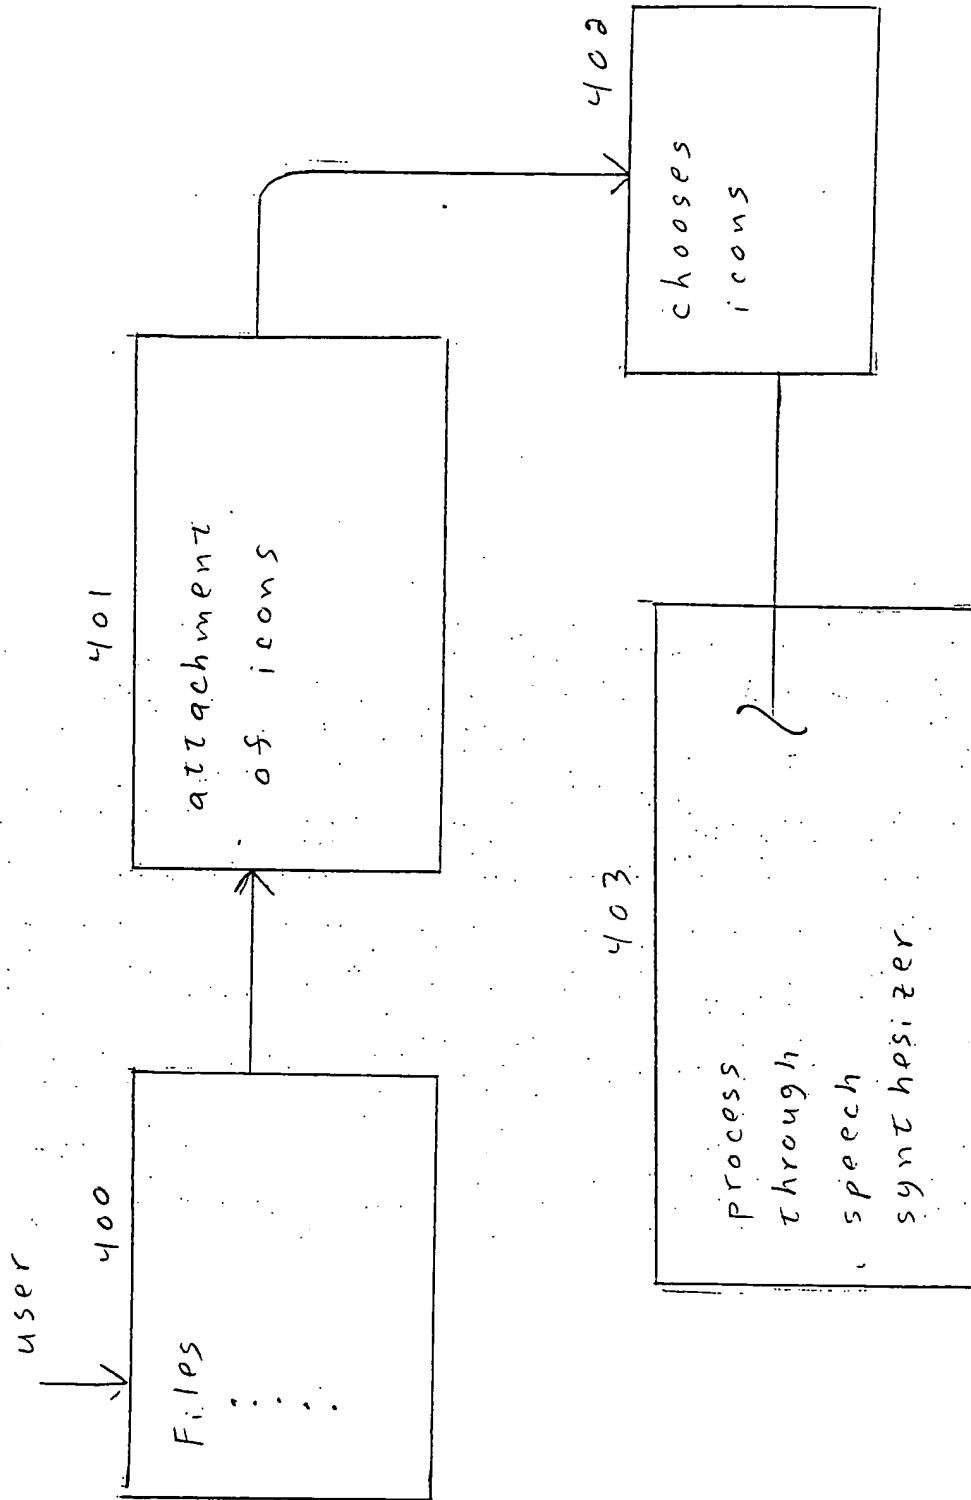 user
400
Files
401
attachment
of icons
402
chooses
icons
403
process
through
speech
synthesizer